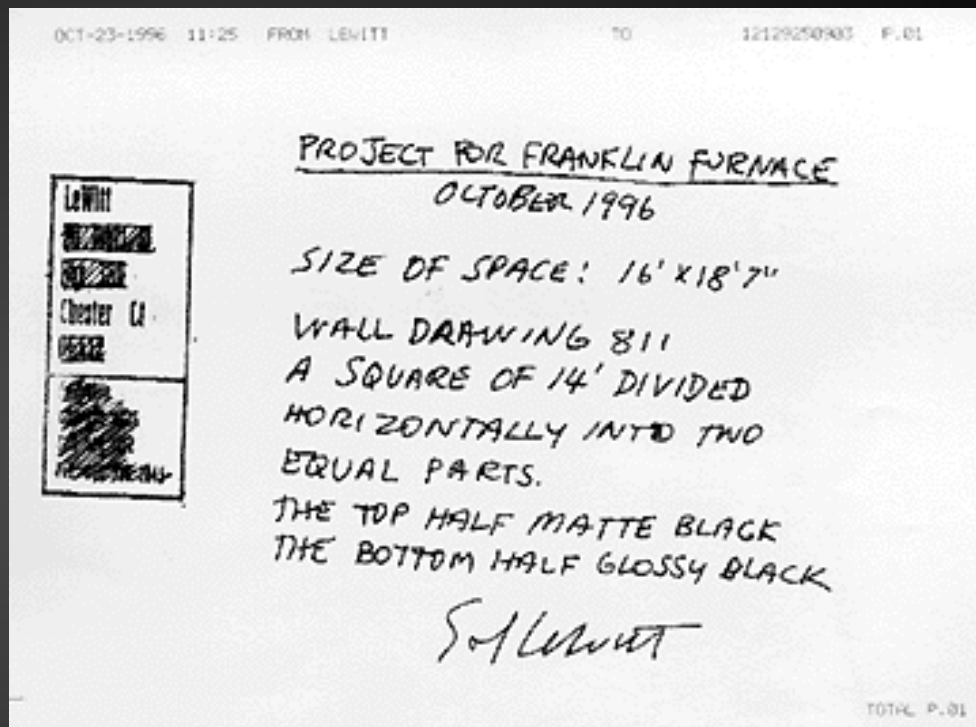 OCT-23-1996 11:25 FROM LEWITT TO 12129250903 P.01
PROJECT FOR FRANKLIN FURNACE
OCTOBER 1996
LeWitt
Chester
SIZE OF SPACE: 16' X 18'7"
WALL DRAWING 811
A SQUARE OF 14' DIVIDED
HORIZONTALLY INTO TWO
EQUAL PARTS.
THE TOP HALF MATTE BLACK
THE BOTTOM HALF GLOSSY BLACK
Sol LeWitt
TOTAL P.01